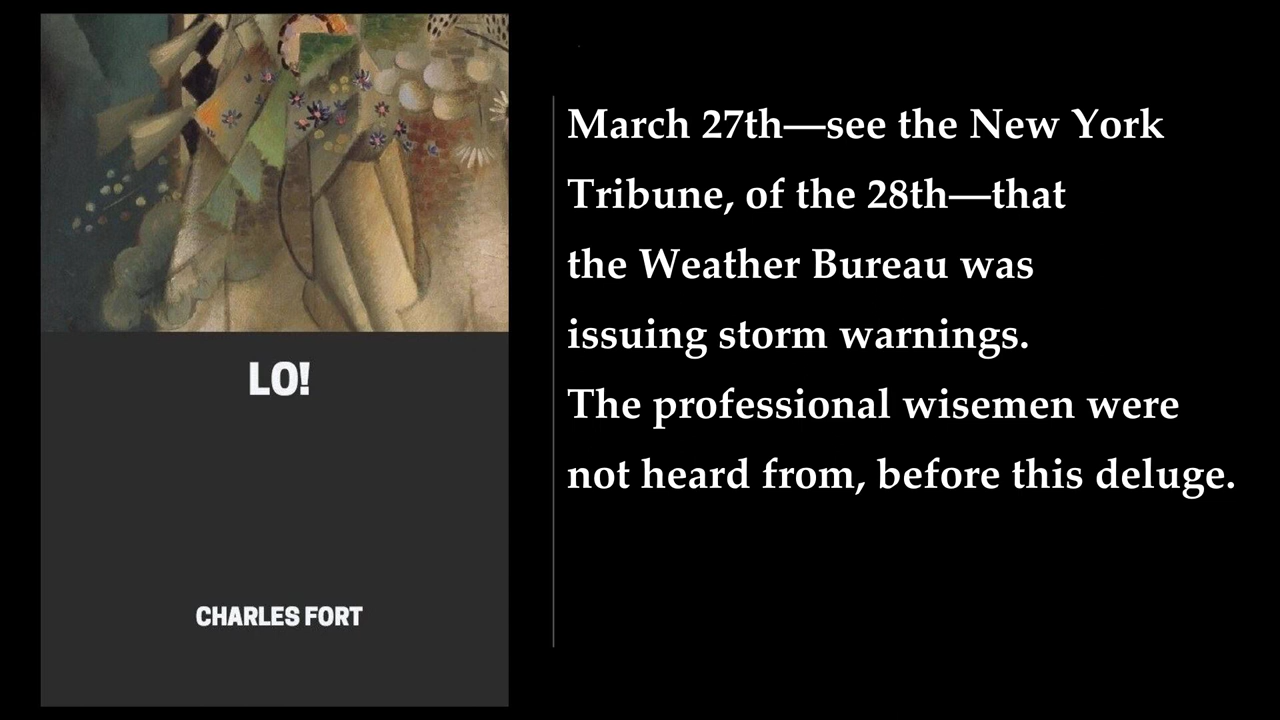 LO!
CHARLES FORT
March 27th—see the New York
Tribune, of the 28th—that
the Weather Bureau was
issuing storm warnings.
The professional wisemen were
not heard from, before this deluge.